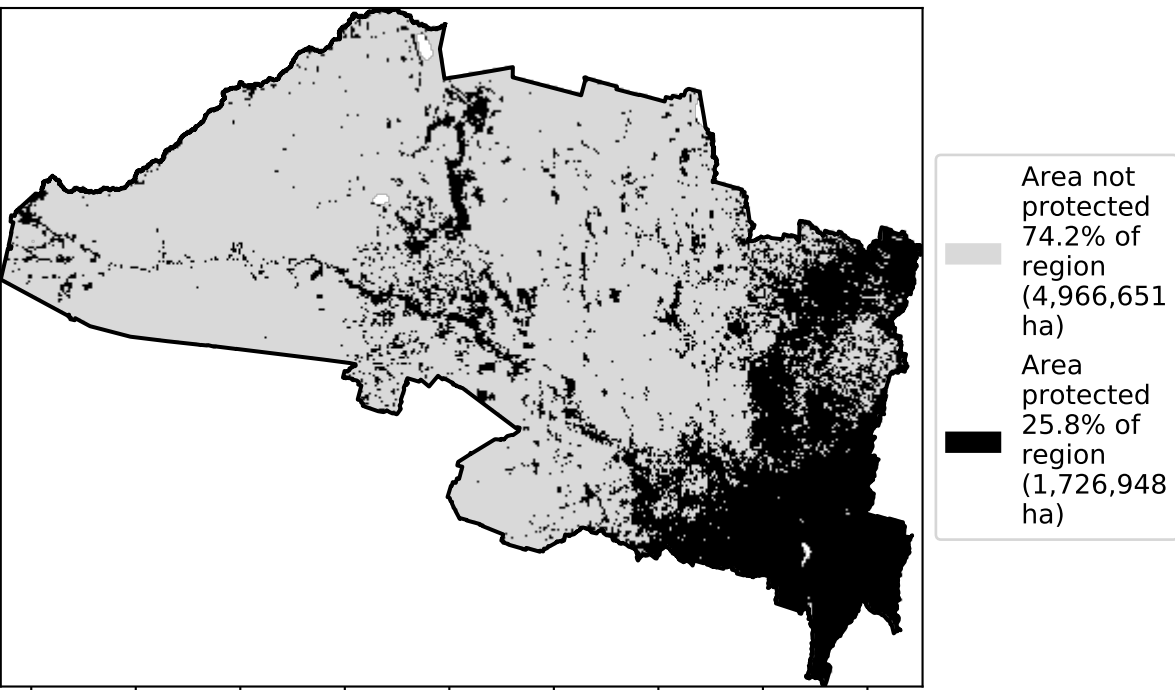 Area not
protected
74.2% of
region
(4,966,651
ha)
Area
protected
25.8% of
region
(1,726,948
ha)